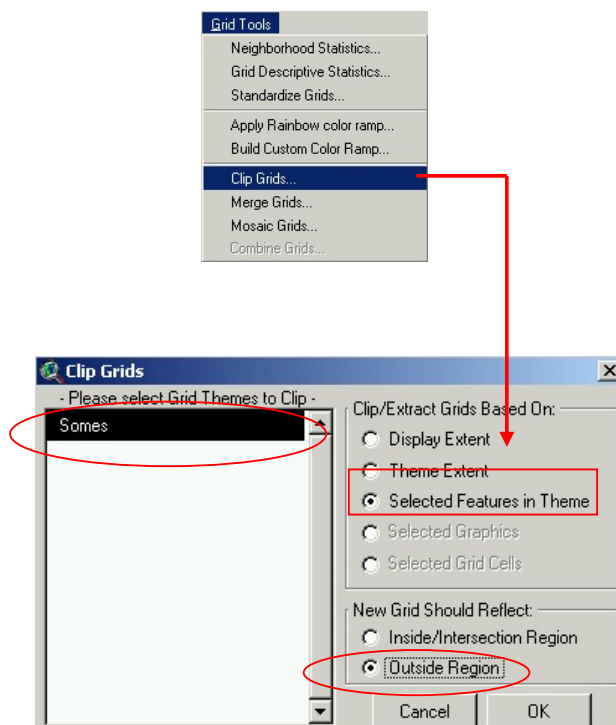 Grid Tools
Neighborhood Statistics...
Grid Descriptive Statistics...
Standardize Grids...
Apply Rainbow color ramp...
Build Custom Color Ramp...
Clip Grids...
Merge Grids...
Mosaic Grids...
Combine Grids...
Clip Grids
- Please select Grid Themes to Clip -
Somes
Clip/Extract Grids Based On:
Display Extent
Theme Extent
Selected Features in Theme
Selected Graphics
Selected Grid Cells
New Grid Should Reflect:
Inside/Intersection Region
Outside Region
Cancel
OK